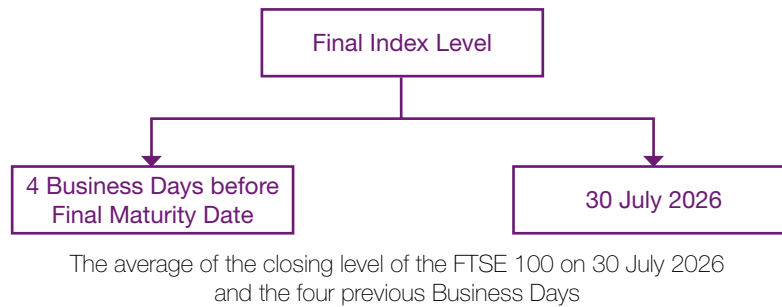 Final Index Level
4 Business Days before
Final Maturity Date
30 July 2026
The average of the closing level of the FTSE 100 on 30 July 2026
and the four previous Business Days